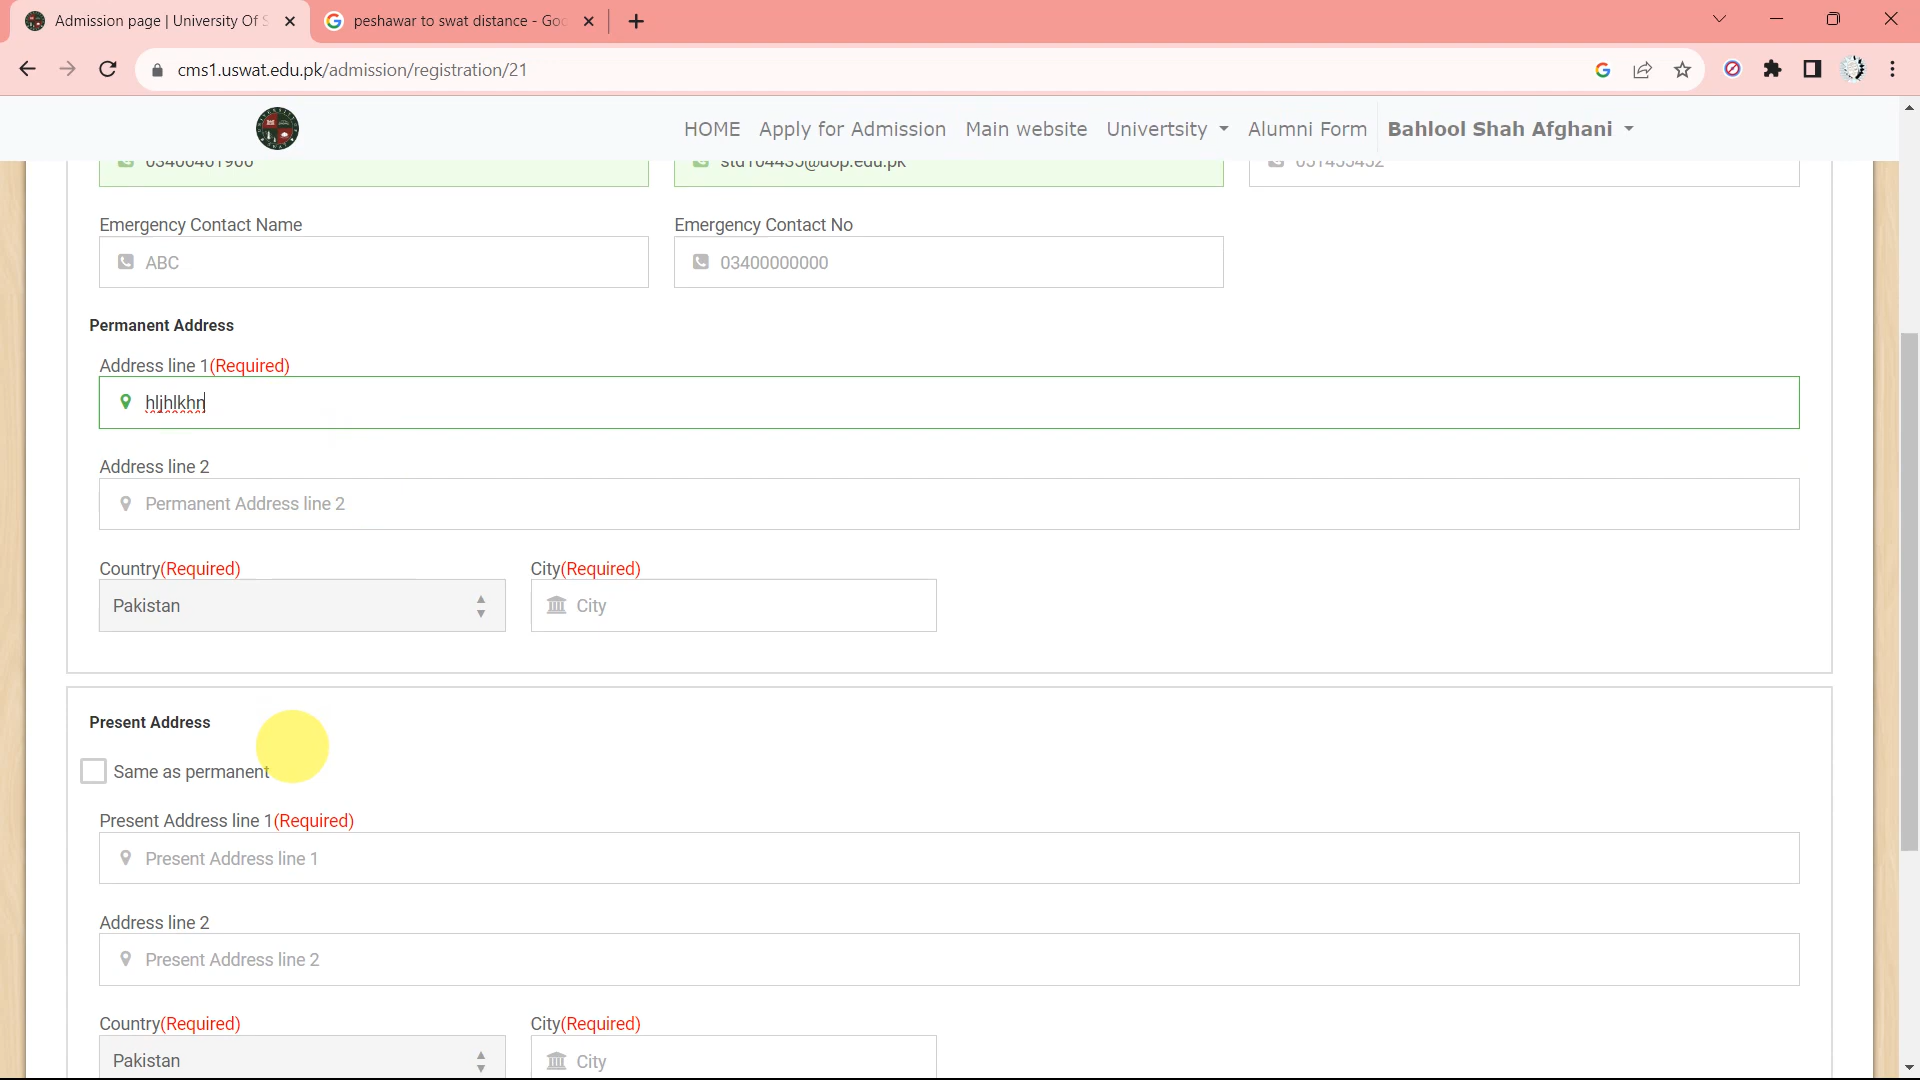 Admission page | University Of S
peshawar to swat distance - Goo
cms1.uswat.edu.pk/admission/registration/21
HOME Apply for Admission Main website Univertsity Alumni Form Bahlool Shah Afghani
Emergency Contact Name Emergency Contact No
ABC 03400000000
Permanent Address
Address line 1(Required)
hljhlkhn
Address line 2
Permanent Address line 2
Country(Required) City(Required)
Pakistan City
Present Address
Same as permanent
Present Address line 1(Required)
Present Address line 1
Address line 2
Present Address line 2
Country(Required) City(Required)
Pakistan City